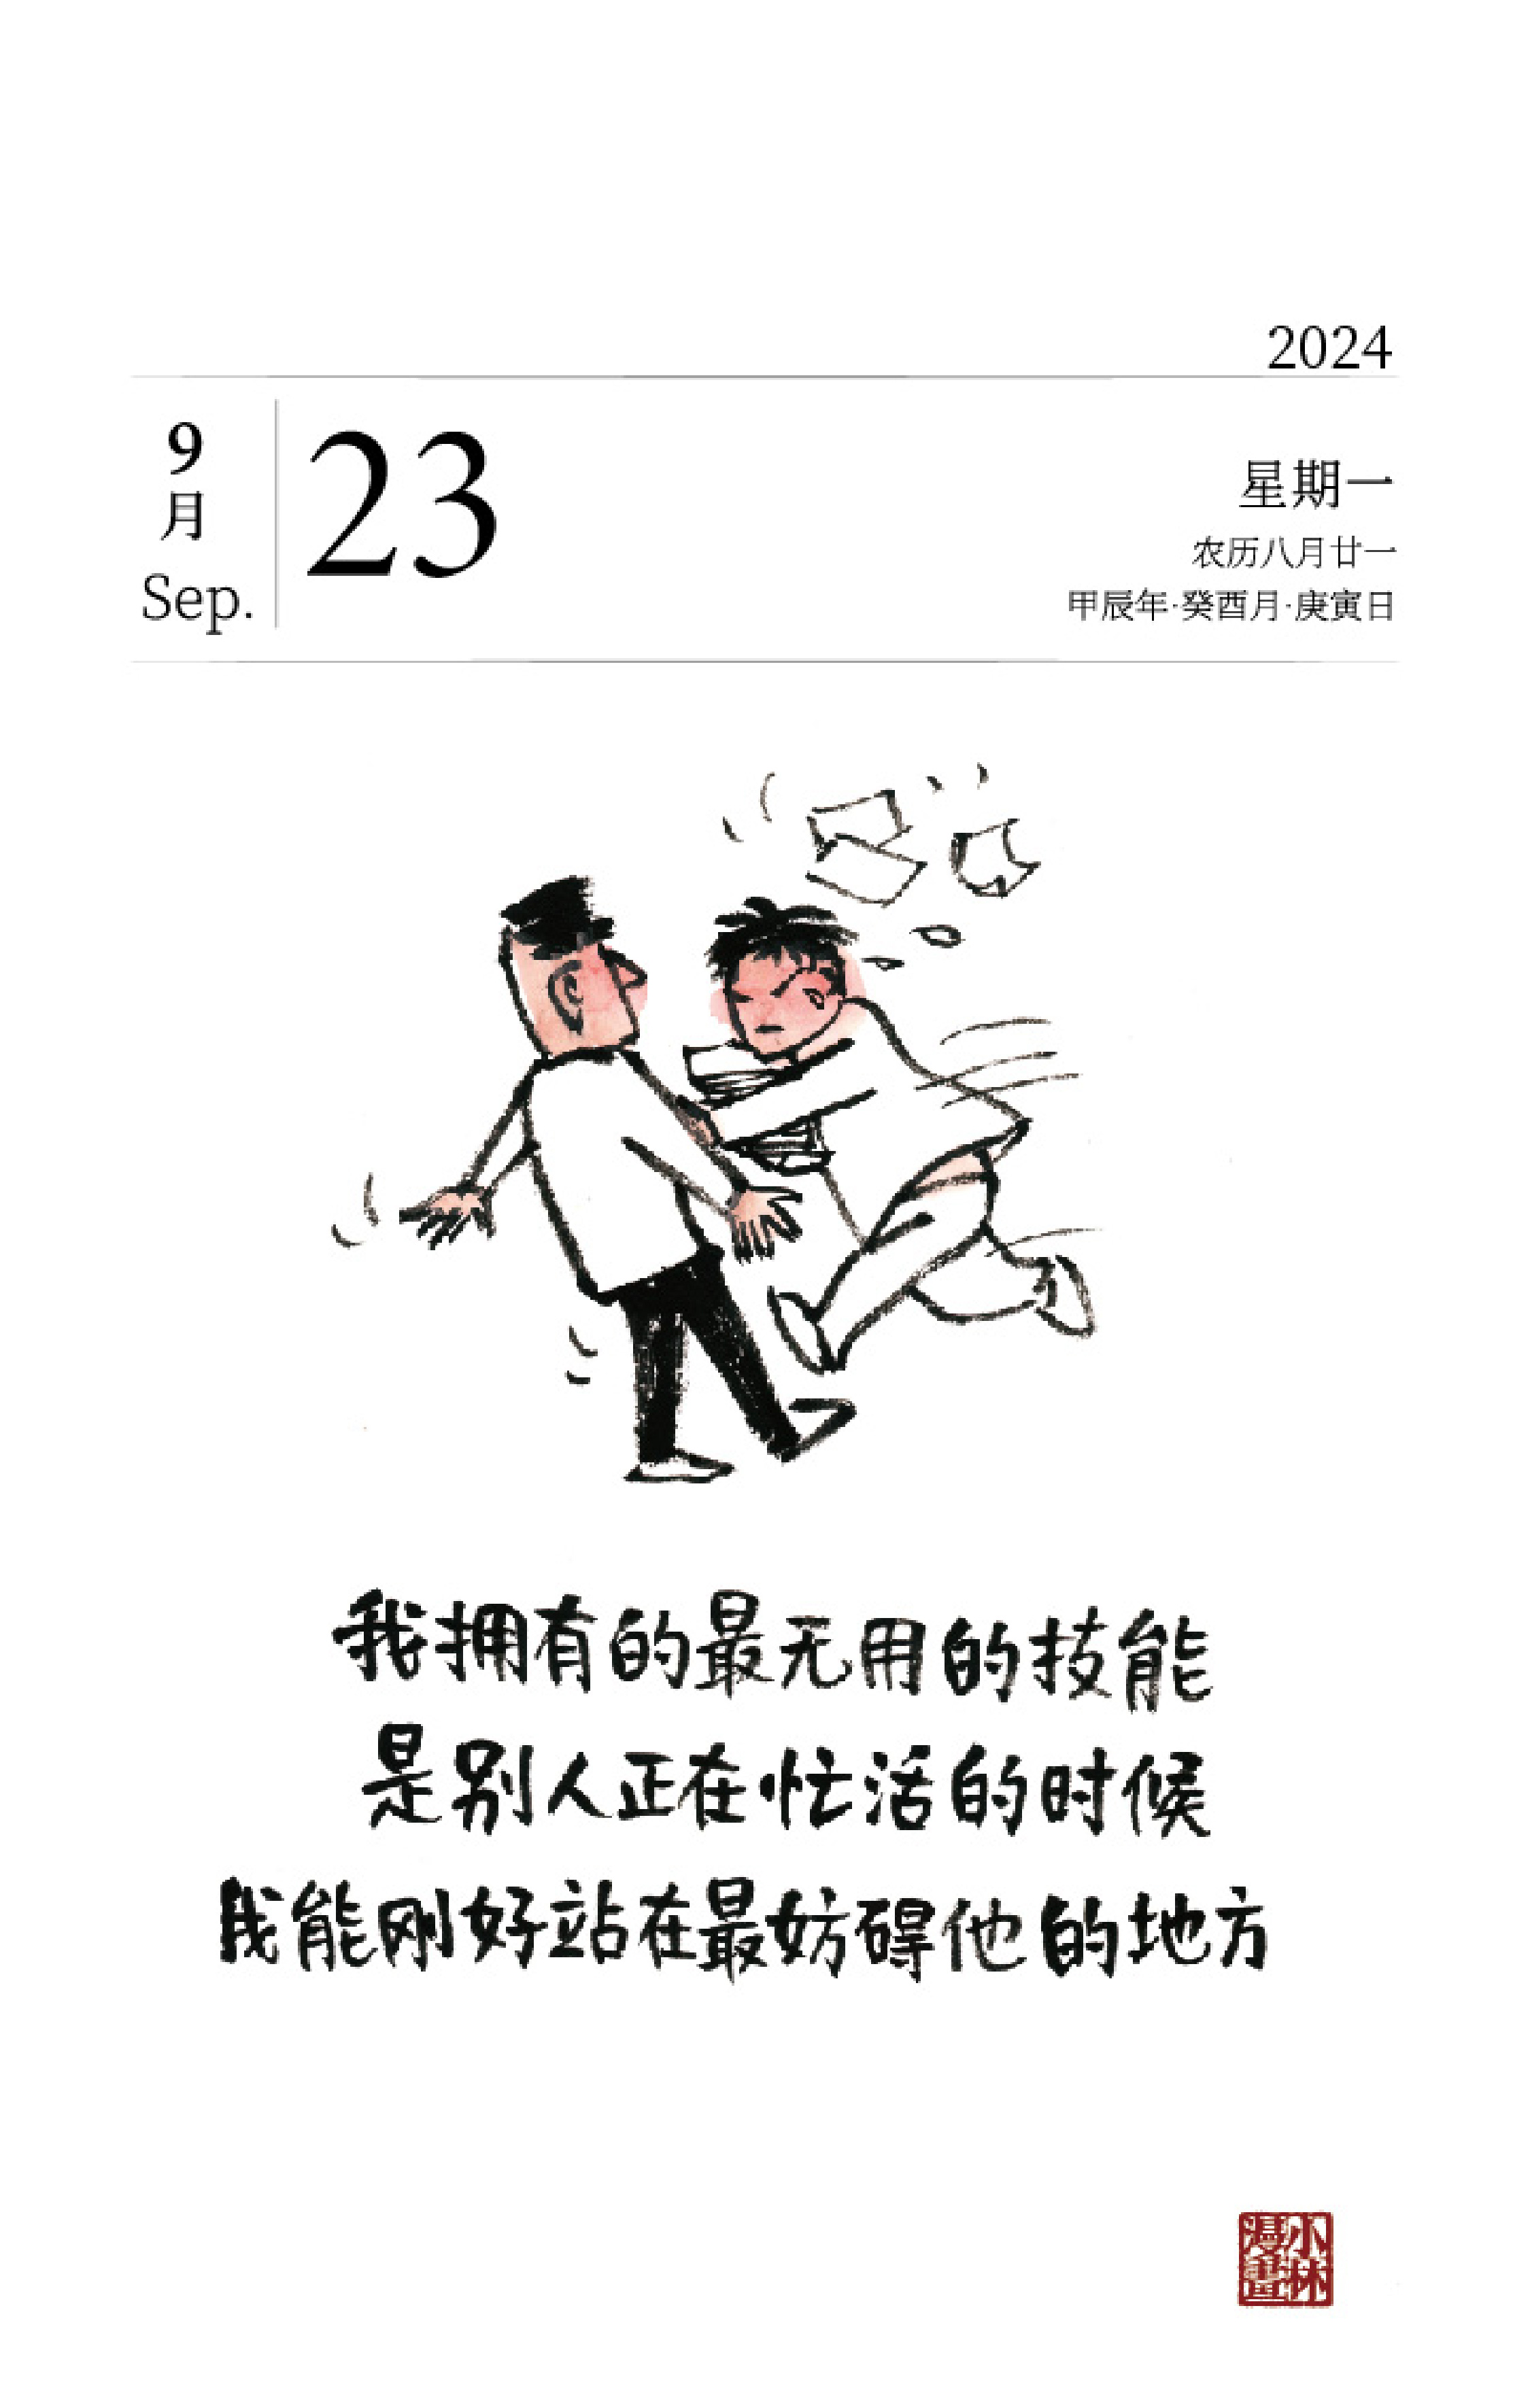 2024
9
月
Sep.
23
星期一
农历八月廿一
甲辰年·癸酉月·庚寅日
我拥有的最无用的技能
是别人正在忙活的时候
我能刚好站在最妨碍他的地方
小林
漫畫